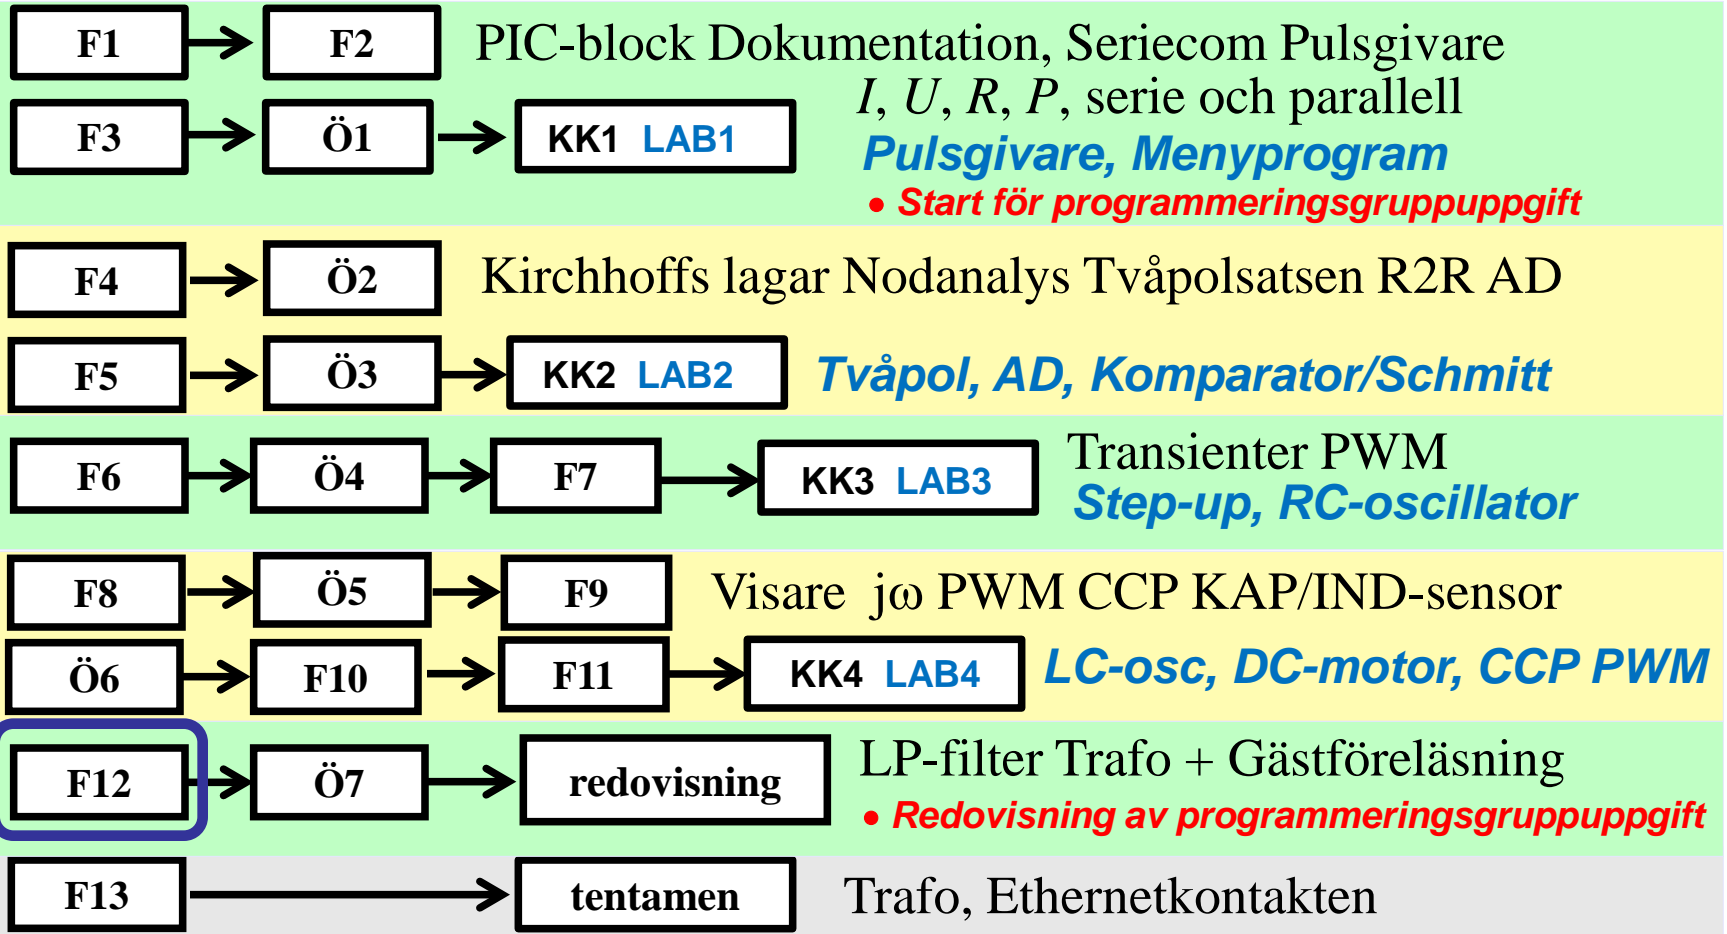 F1 F2 PIC-block Dokumentation, Seriecom Pulsgivare
I, U, R, P, serie och parallell
F3 Ö1 KK1 LAB1 Pulsgivare, Menyprogram
• Start för programmeringsgruppuppgift
F4 Ö2 Kirchhoffs lagar Nodanalys Tvåpolsatsen R2R AD
F5 Ö3 KK2 LAB2 Tvåpol, AD, Komparator/Schmitt
F6 Ö4 F7 KK3 LAB3 Transienter PWM
Step-up, RC-oscillator
F8 Ö5 F9 Visare jω PWM CCP KAP/IND-sensor
Ö6 F10 F11 KK4 LAB4 LC-osc, DC-motor, CCP PWM
F12 Ö7 redovisning LP-filter Trafo + Gästföreläsning
• Redovisning av programmeringsgruppuppgift
F13 tentamen Trafo, Ethernetkontakten